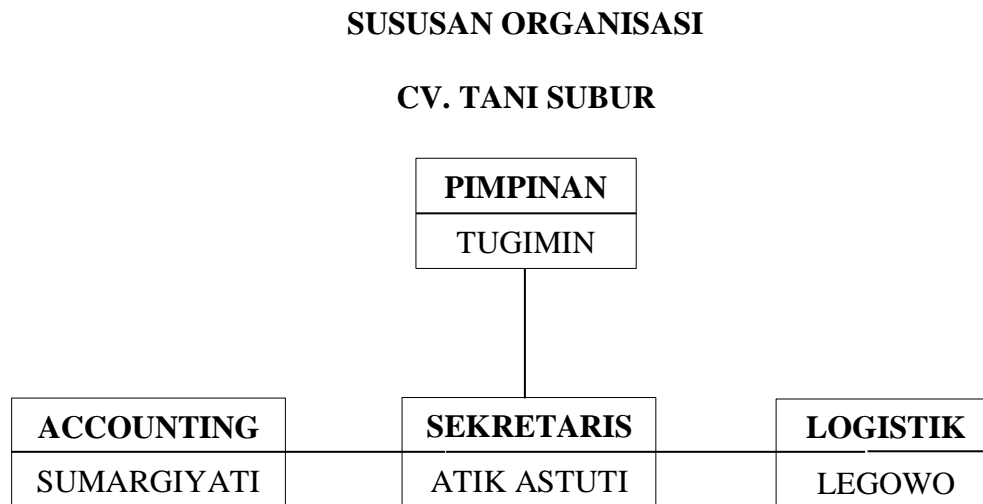 SUSUSAN ORGANISASI
CV. TANI SUBUR
PIMPINAN
TUGIMIN
ACCOUNTING
SUMARGIYATI
SEKRETARIS
ATIK ASTUTI
LOGISTIK
LEGOWO